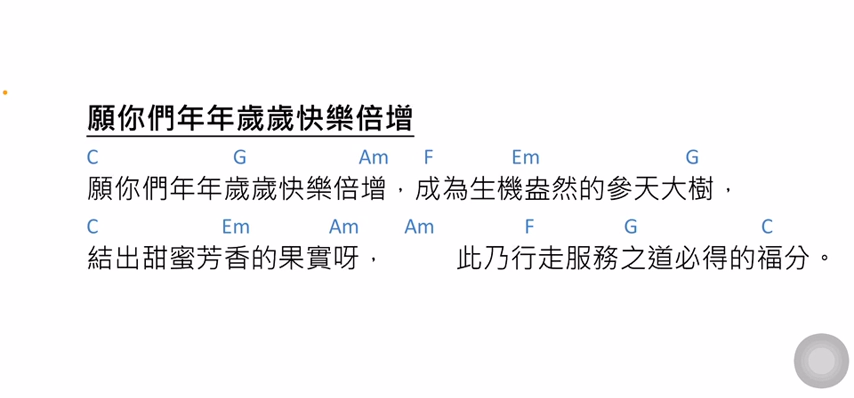 願你們年年歲歲快樂倍增
C G Am F Em G
願你們年年歲歲快樂倍增，成為生機盎然的參天大樹，
C Em Am Am F G C
結出甜蜜芳香的果實呀， 此乃行走服務之道必得的福分。